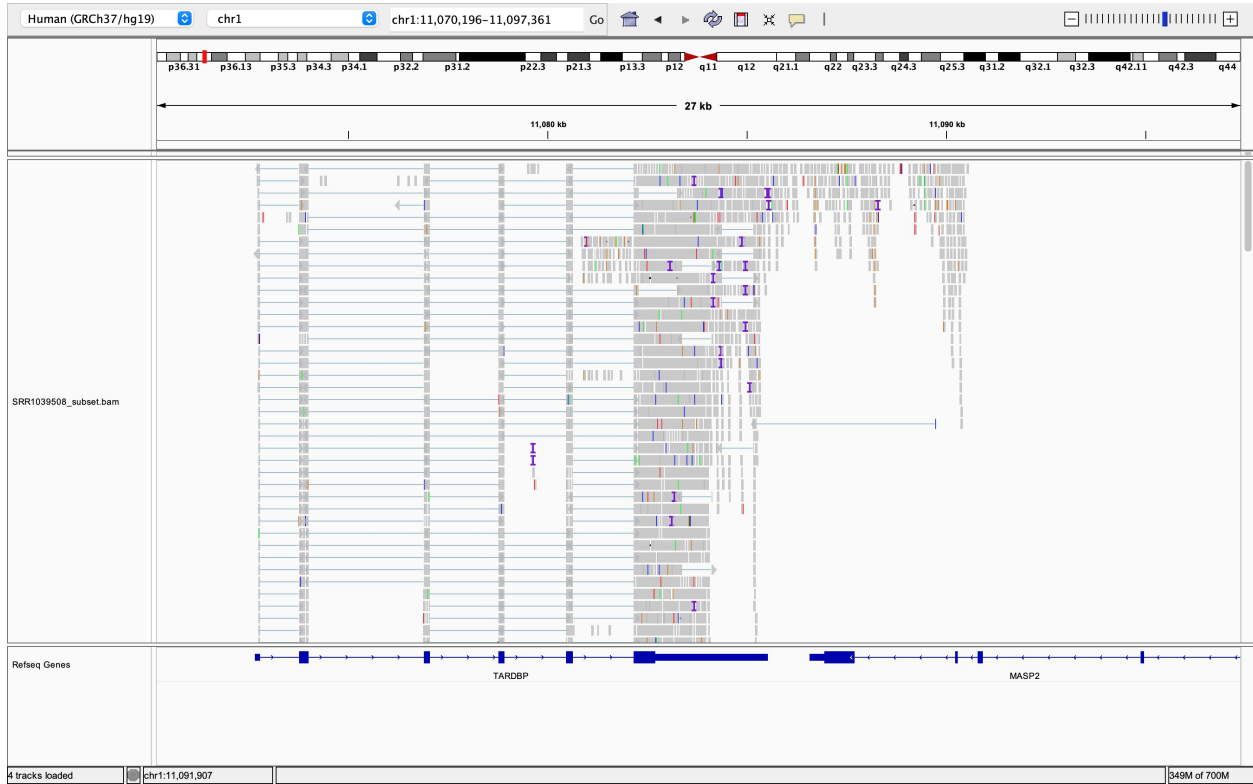 Human (GRCh37/hg19) chr1 chr1:11,070,196-11,097,361 Go
p36.31 p36.13 p35.3 p34.3 p34.1 p32.2 p31.2 p22.3 p21.3 p13.3 p12 q11 q12 q21.1 q22 q23.3 q24.3 q25.3 q31.2 q32.1 q32.3 q42.11 q42.3 q44
27 kb
11,080 kb 11,090 kb
SRR1039508_subset.bam
Refseq Genes
TARDBP MASP2
4 tracks loaded chr1:11,091,907 349M of 700M